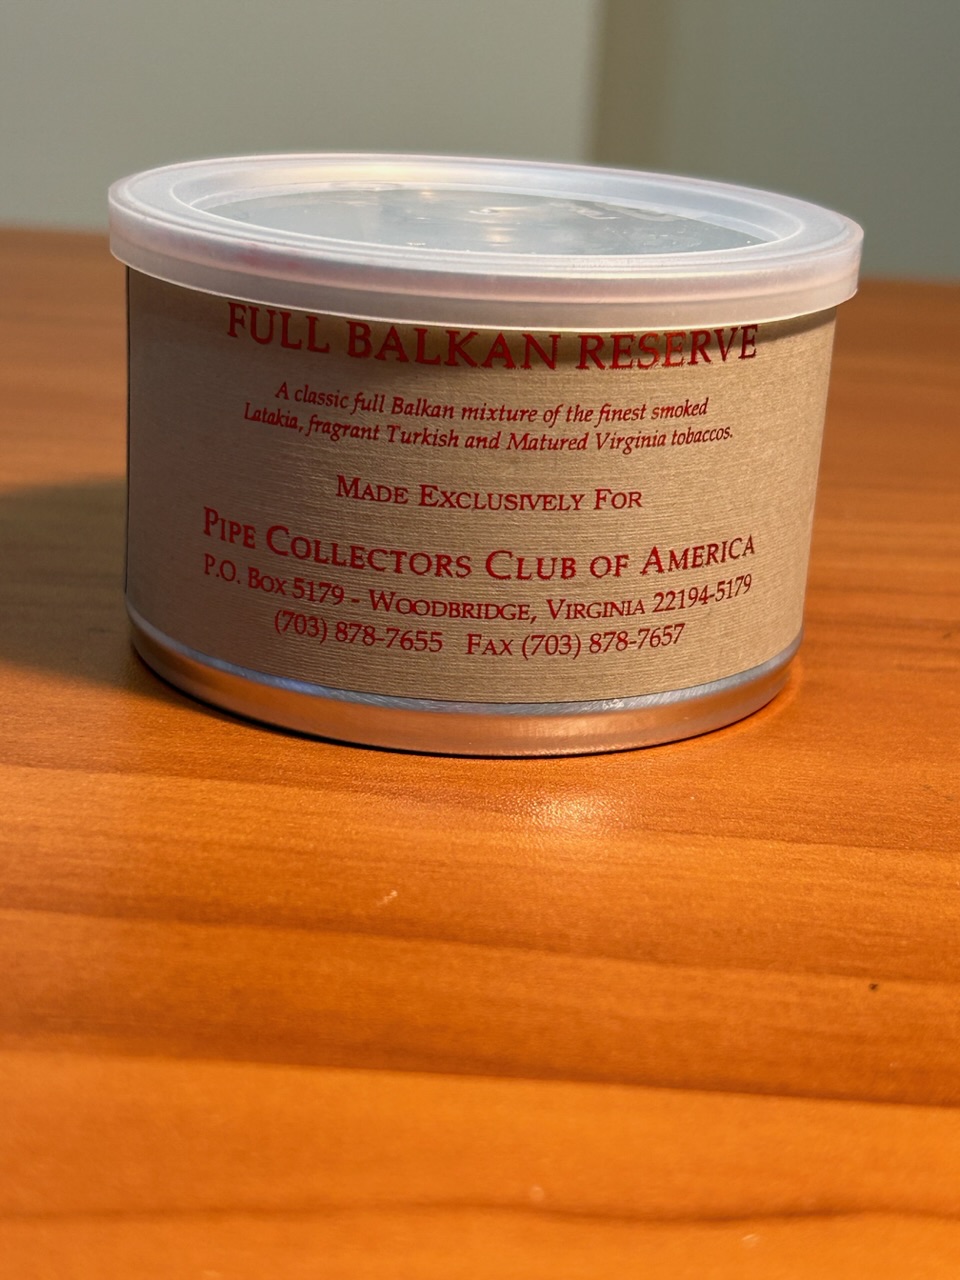 FULL BALKAN RESERVE
A classic full Balkan mixture of the finest smoked
Latakia, fragrant Turkish and Matured Virginia tobaccos.
MADE EXCLUSIVELY FOR
PIPE COLLECTORS CLUB OF AMERICA
P.O. BOX 5179 - WOODBRIDGE, VIRGINIA 22194-5179
(703) 878-7655 FAX (703) 878-7657